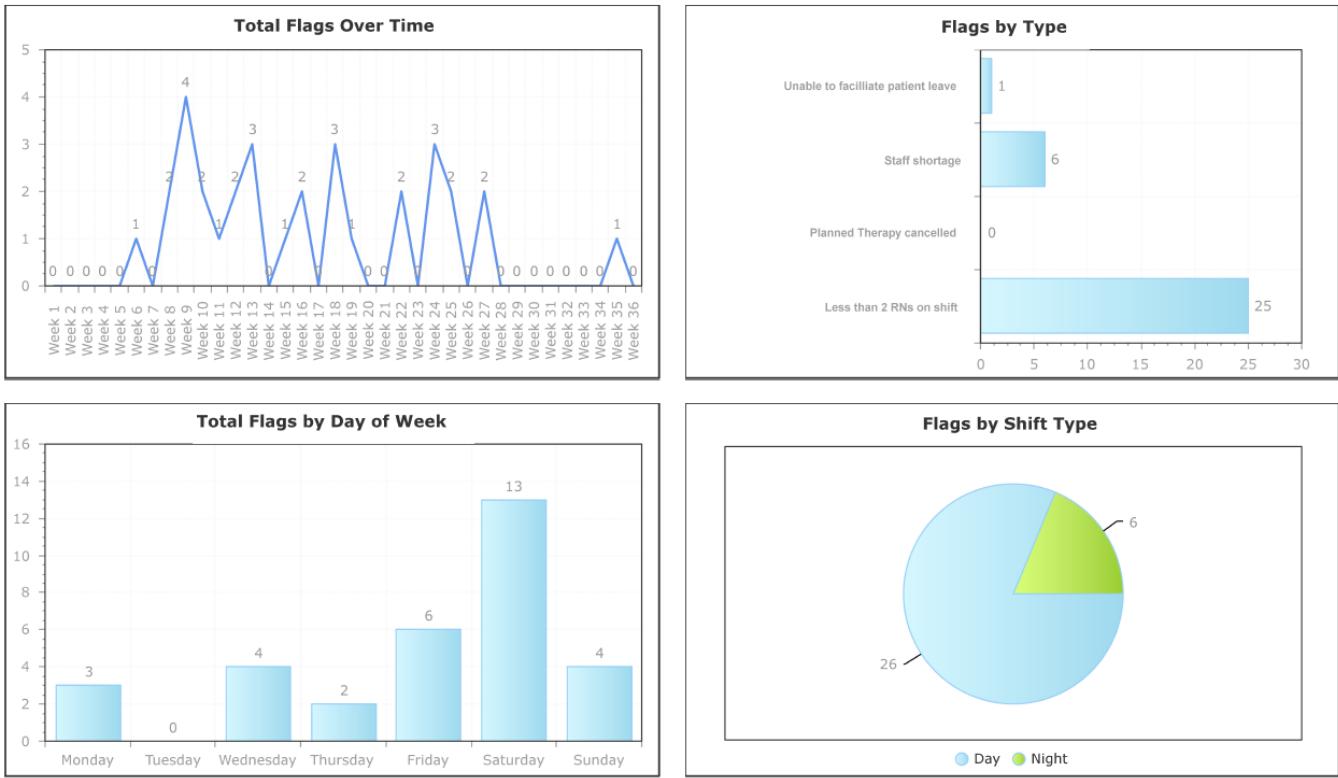 Total Flags Over Time
5
4
3
2
1
0
0 0 0 0 0 1 0 2 4 2 1 2 3 0 1 2 0 3 1 0 0 2 0 3 2 0 2 0 0 0 0 0 0 0 1 0
Week 1
Week 2
Week 3
Week 4
Week 5
Week 6
Week 7
Week 8
Week 9
Week 10
Week 11
Week 12
Week 13
Week 14
Week 15
Week 16
Week 17
Week 18
Week 19
Week 20
Week 21
Week 22
Week 23
Week 24
Week 25
Week 26
Week 27
Week 28
Week 29
Week 30
Week 31
Week 32
Week 33
Week 34
Week 35
Week 36
Flags by Type
Unable to facilliate patient leave 1
Staff shortage 6
Planned Therapy cancelled 0
Less than 2 RNs on shift 25
0 5 10 15 20 25 30
Total Flags by Day of Week
16
14
12
10
8
6
4
2
0
3 0 4 2 6 13 4
Monday Tuesday Wednesday Thursday Friday Saturday Sunday
Flags by Shift Type
6
26
Day Night